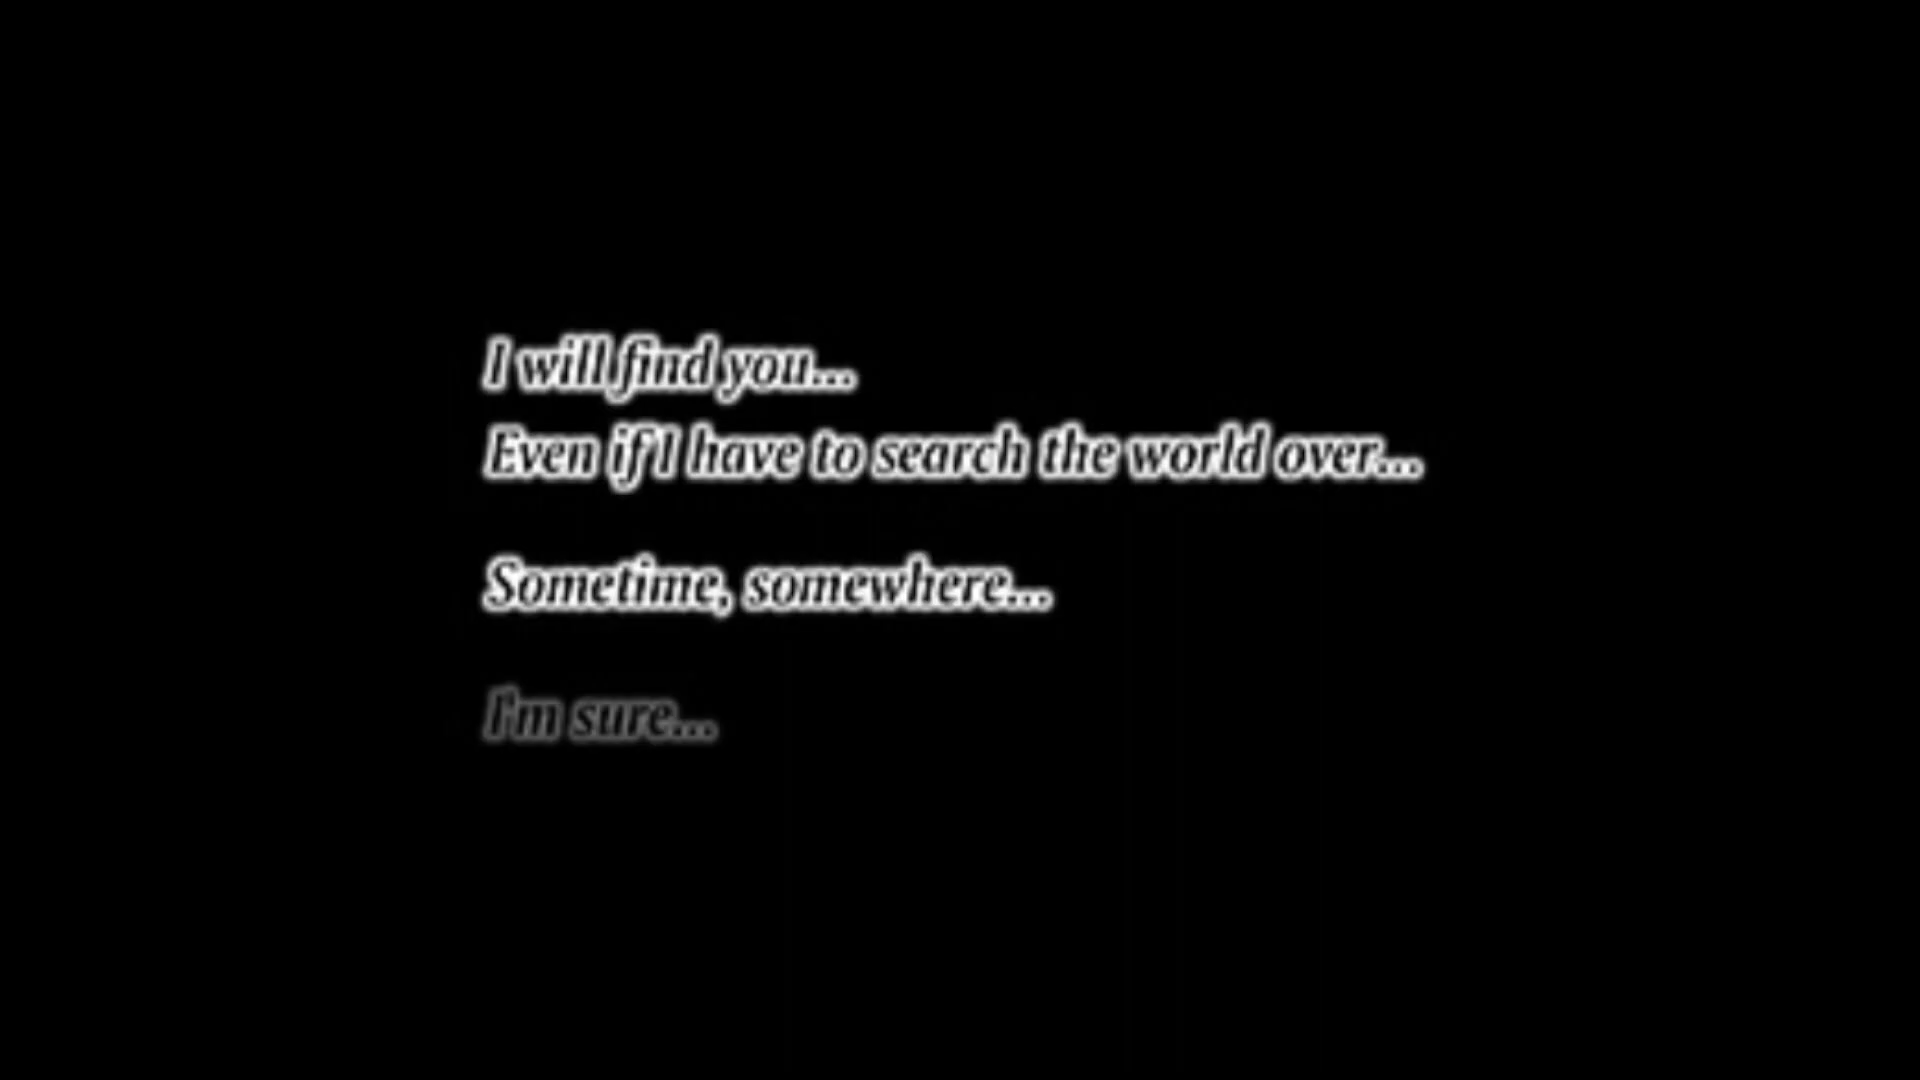 I will find you...
Even if I have to search the world over...
Sometime, somewhere...
I'm sure...